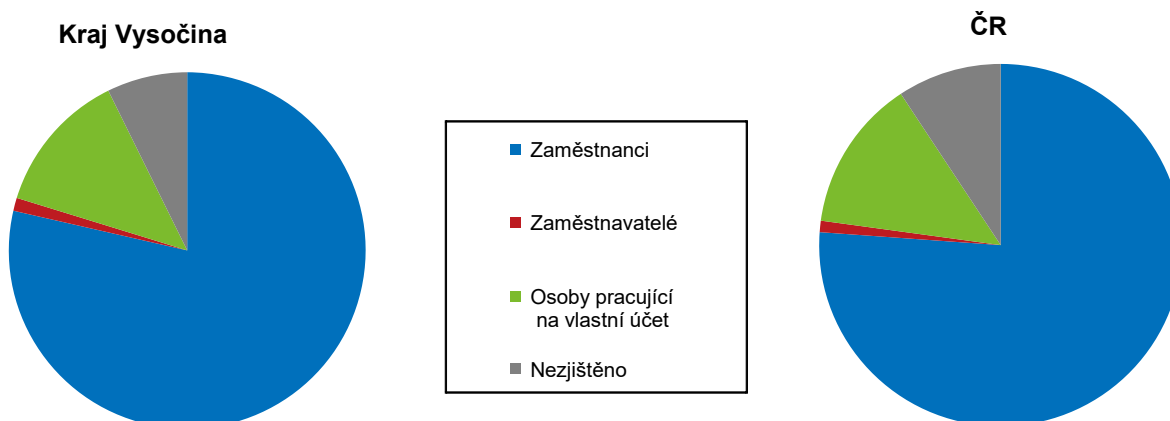 Kraj Vysočina
ČR
Zaměstnanci
Zaměstnavatelé
Osoby pracující
na vlastní účet
Nezjištěno